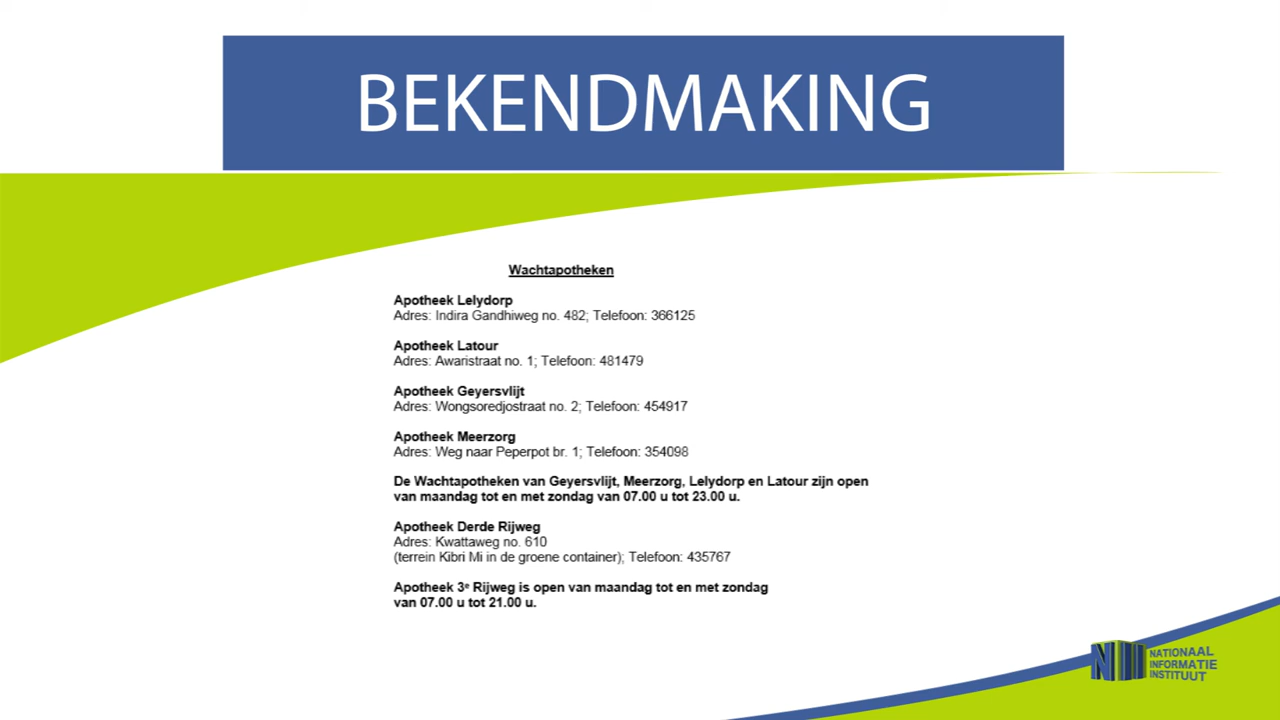 BEKENDMAKING
Wachtapotheken
Apotheek Lelydorp
Adres: Indira Gandhiweg no. 482; Telefoon: 366125
Apotheek Latour
Adres: Awaristraat no. 1; Telefoon: 481479
Apotheek Geyersvlijt
Adres: Wongsoredjostraat no. 2; Telefoon: 454917
Apotheek Meerzorg
Adres: Weg naar Peperpot br. 1; Telefoon: 354098
De Wachtapotheken van Geyersvlijt, Meerzorg, Lelydorp en Latour zijn open
van maandag tot en met zondag van 07.00 u tot 23.00 u.
Apotheek Derde Rijweg
Adres: Kwattaweg no. 610
(terrein Kibri Mi in de groene container); Telefoon: 435767
Apotheek 3ᵉ Rijweg is open van maandag tot en met zondag
van 07.00 u tot 21.00 u.
NII
NATIONAAL
INFORMATIE
INSTITUUT